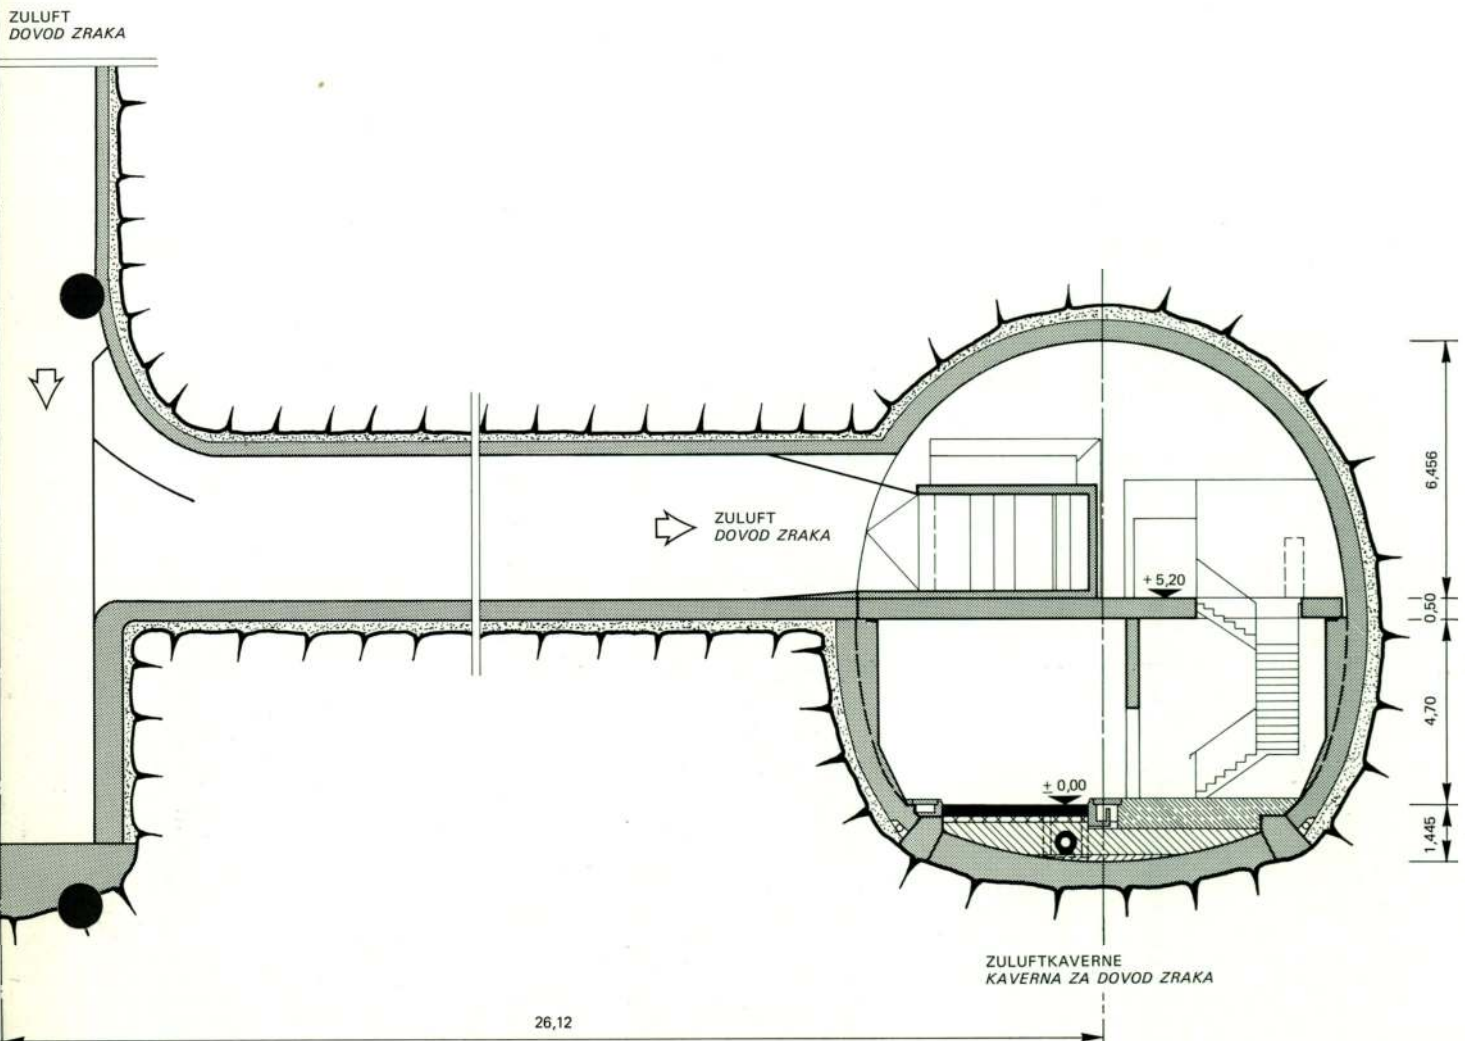 ZULUFT
DOVOD ZRAKA
ZULUFT
DOVOD ZRAKA
+ 5,20
± 0,00
6,456
0,50
4,70
1,445
ZULUFTKAVERNE
KAVERNA ZA DOVOD ZRAKA
26,12